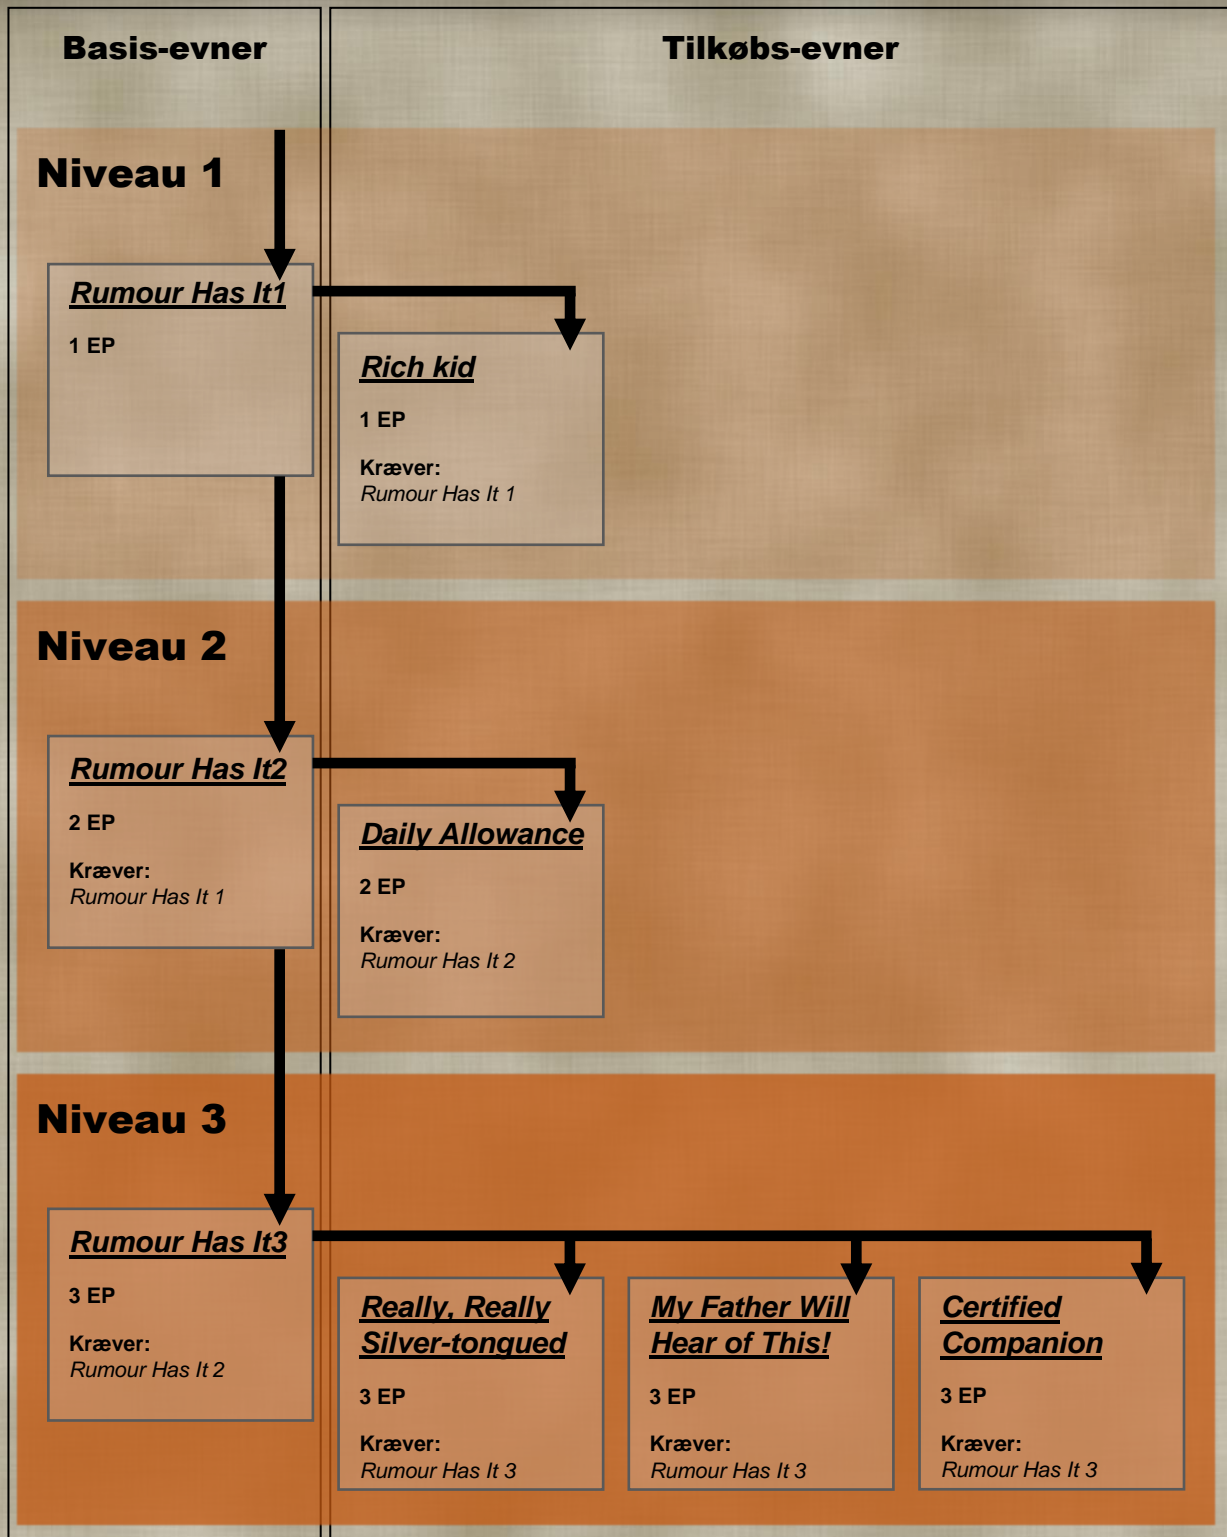 Basis-evner
Tilkøbs-evner
Niveau 1
Rumour Has It1
1 EP
Rich kid
1 EP
Kræver:
Rumour Has It 1
Niveau 2
Rumour Has It2
2 EP
Kræver:
Rumour Has It 1
Daily Allowance
2 EP
Kræver:
Rumour Has It 2
Niveau 3
Rumour Has It3
3 EP
Kræver:
Rumour Has It 2
Really, Really
Silver-tongued
3 EP
Kræver:
Rumour Has It 3
My Father Will
Hear of This!
3 EP
Kræver:
Rumour Has It 3
Certified
Companion
3 EP
Kræver:
Rumour Has It 3